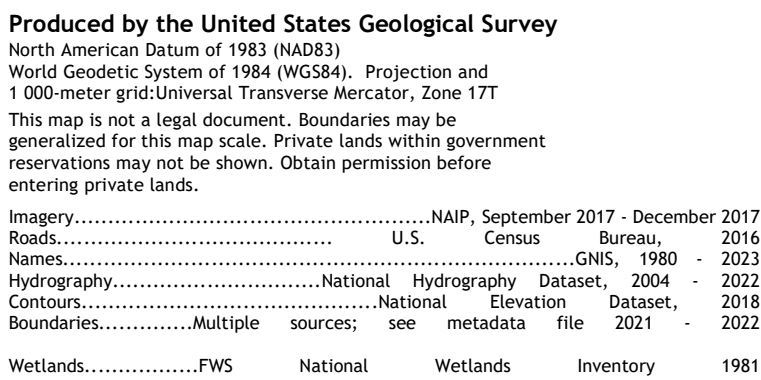 Produced by the United States Geological Survey
North American Datum of 1983 (NAD83)
World Geodetic System of 1984 (WGS84). Projection and
1 000-meter grid:Universal Transverse Mercator, Zone 17T
This map is not a legal document. Boundaries may be
generalized for this map scale. Private lands within government
reservations may not be shown. Obtain permission before
entering private lands.
Imagery............................................NAIP, September 2017 - December 2017
Roads.................................. U.S. Census Bureau, 2016
Names...............................................................GNIS, 1980 - 2023
Hydrography..........................National Hydrography Dataset, 2004 - 2022
Contours.....................................National Elevation Dataset, 2018
Boundaries..............Multiple sources; see metadata file 2021 - 2022
Wetlands.................FWS National Wetlands Inventory 1981